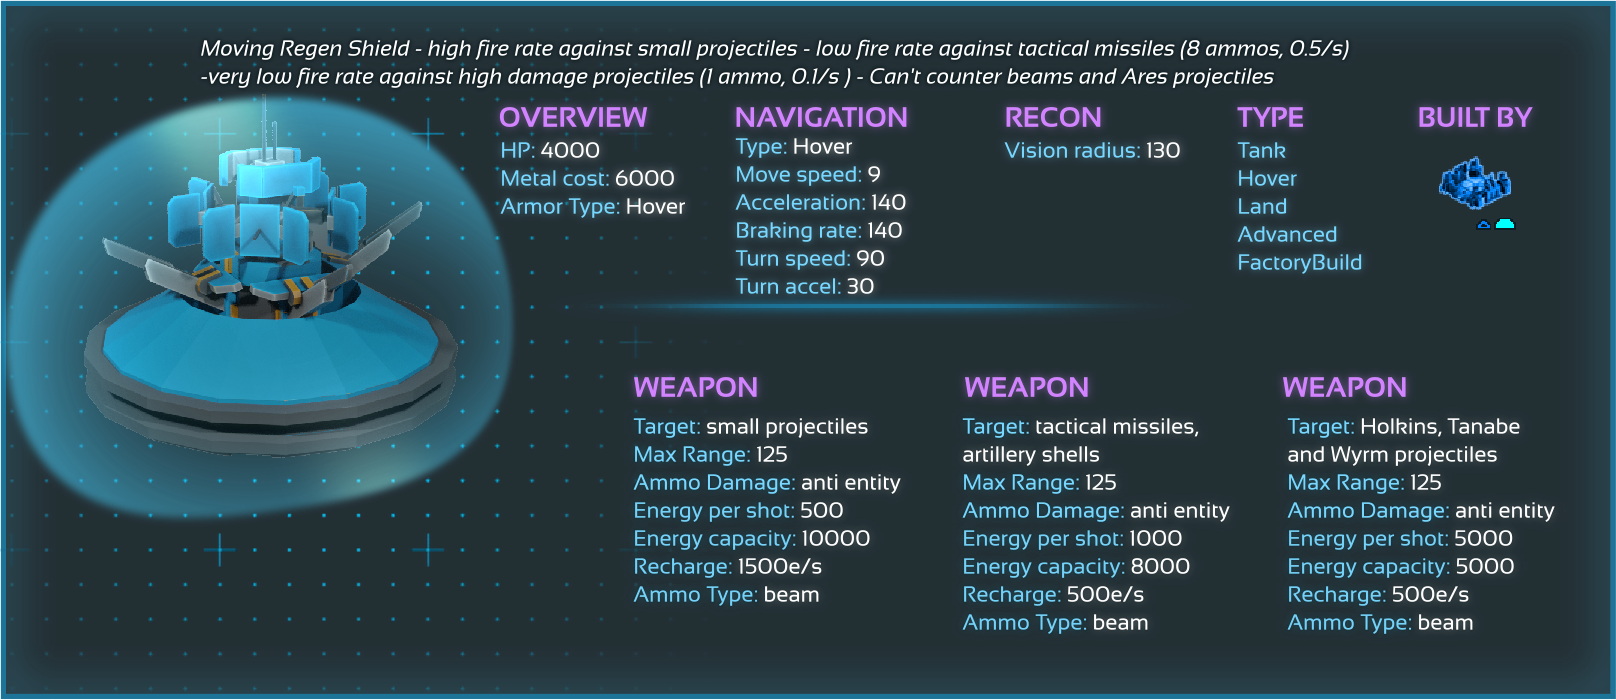 Moving Regen Shield - high fire rate against small projectiles - low fire rate against tactical missiles (8 ammos, 0.5/s)
-very low fire rate against high damage projectiles (1 ammo, 0.1/s ) - Can't counter beams and Ares projectiles
OVERVIEW
HP: 4000
Metal cost: 6000
Armor Type: Hover
NAVIGATION
Type: Hover
Move speed: 9
Acceleration: 140
Braking rate: 140
Turn speed: 90
Turn accel: 30
RECON
Vision radius: 130
TYPE
Tank
Hover
Land
Advanced
FactoryBuild
BUILT BY
WEAPON
Target: small projectiles
Max Range: 125
Ammo Damage: anti entity
Energy per shot: 500
Energy capacity: 10000
Recharge: 1500e/s
Ammo Type: beam
WEAPON
Target: tactical missiles,
artillery shells
Max Range: 125
Ammo Damage: anti entity
Energy per shot: 1000
Energy capacity: 8000
Recharge: 500e/s
Ammo Type: beam
WEAPON
Target: Holkins, Tanabe
and Wyrm projectiles
Max Range: 125
Ammo Damage: anti entity
Energy per shot: 5000
Energy capacity: 5000
Recharge: 500e/s
Ammo Type: beam